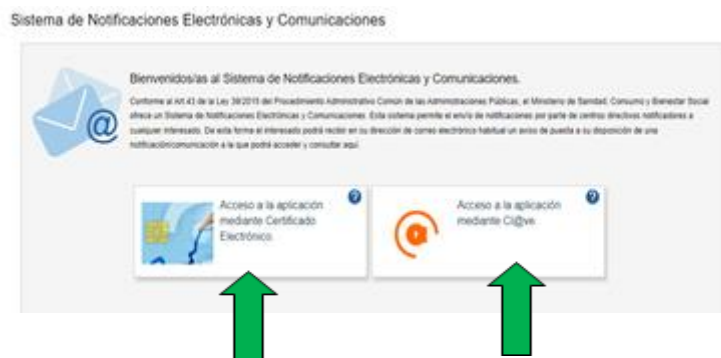 Sistema de Notificaciones Electrónicas y Comunicaciones
Bienvenidos/as al Sistema de Notificaciones Electrónicas y Comunicaciones.
Conforme al Art 43 de la Ley 39/2015 del Procedimiento Administrativo Común de las Administraciones Públicas, el Ministerio de Sanidad, Consumo y Bienestar Social
ofrece un Sistema de Notificaciones Electrónicas y Comunicaciones. Este sistema permite el envío de notificaciones por parte de centros directivos notificadores a
cualquier interesado. De esta forma el interesado podrá recibir en su dirección de correo electrónico habitual un aviso de puesta a su disposición de una
notificación/comunicación a la que podrá acceder y consultar aquí.
Acceso a la aplicación
mediante Certificado
Electrónico.
Acceso a la aplicación
mediante Cl@ve.